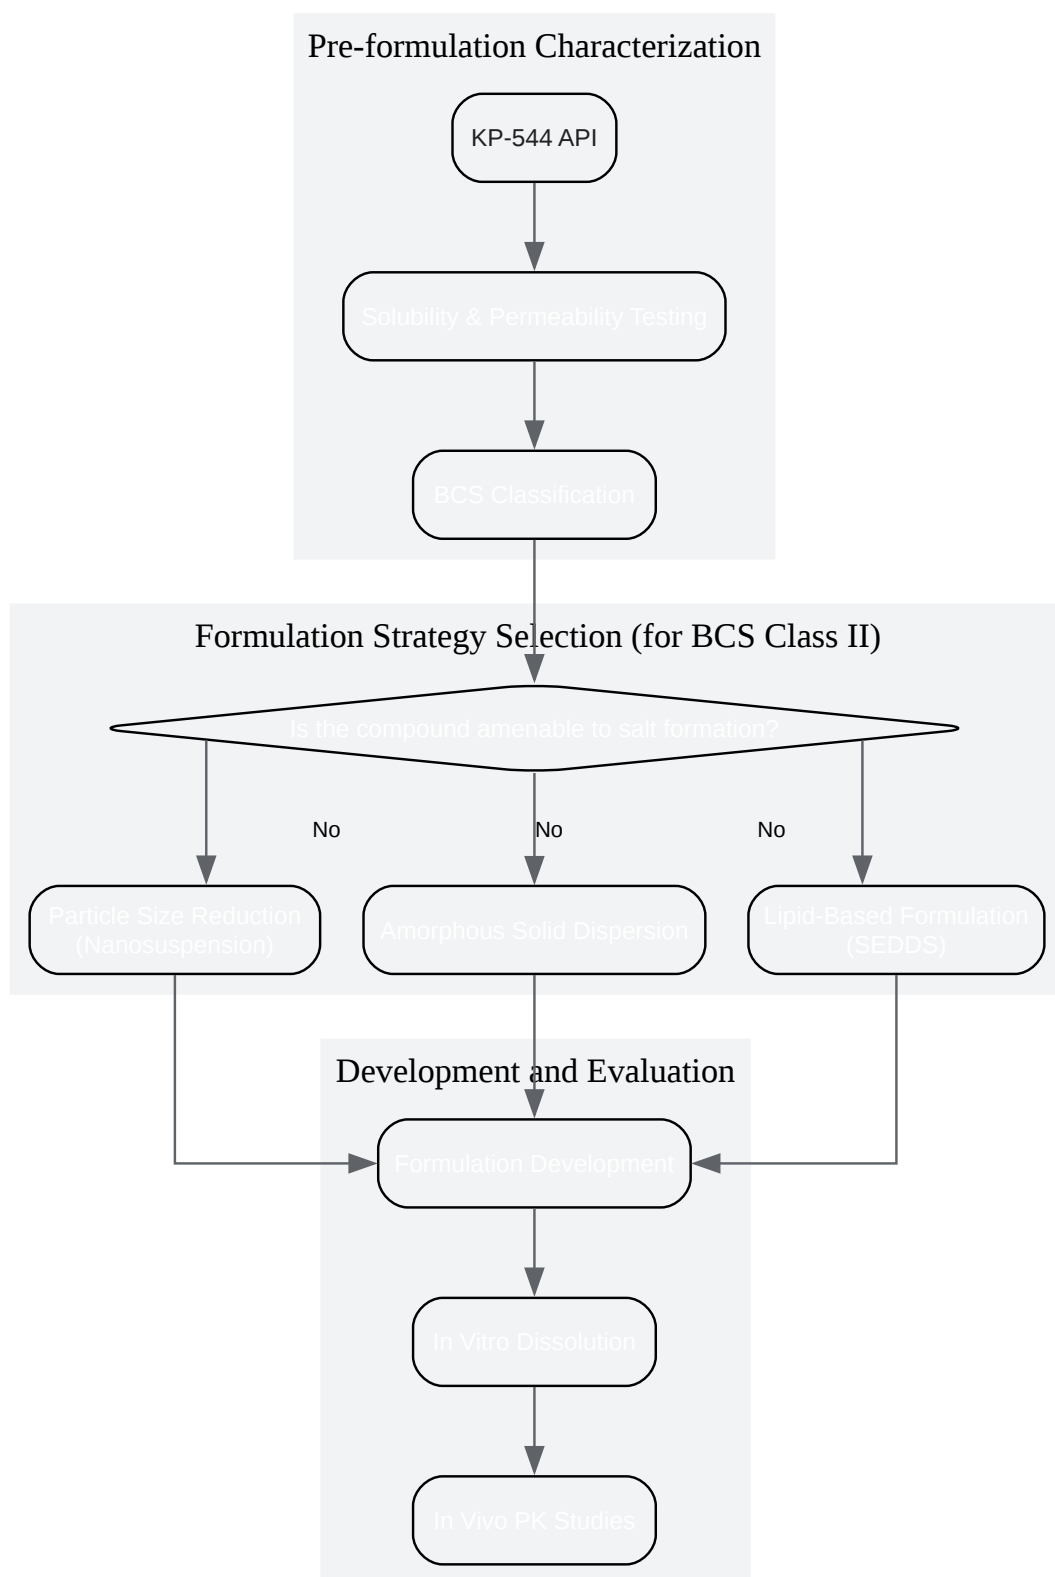 Pre-formulation Characterization
KP-544 API
Solubility & Permeability Testing
BCS Classification
Formulation Strategy Selection (for BCS Class II)
Is the compound amenable to salt formation?
No
No
No
Particle Size Reduction
(Nanosuspension)
Amorphous Solid Dispersion
Lipid-Based Formulation
(SEDDS)
Development and Evaluation
Formulation Development
In Vitro Dissolution
In Vivo PK Studies